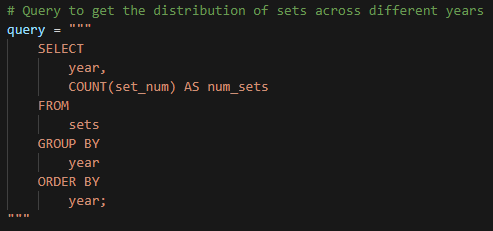 # Query to get the distribution of sets across different years
query = """
    SELECT
        year,
        COUNT(set_num) AS num_sets
    FROM
        sets
    GROUP BY
        year
    ORDER BY
        year;
"""